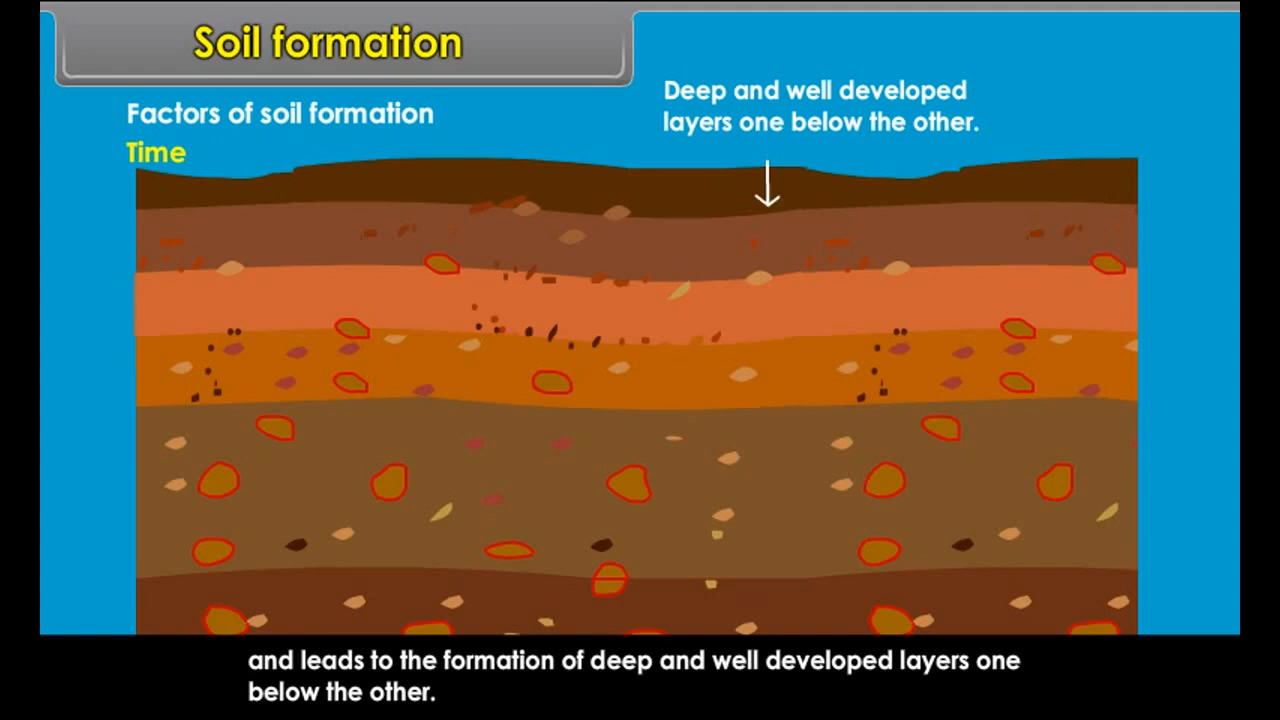 Soil formation
Factors of soil formation
Time
Deep and well developed
layers one below the other.
and leads to the formation of deep and well developed layers one
below the other.